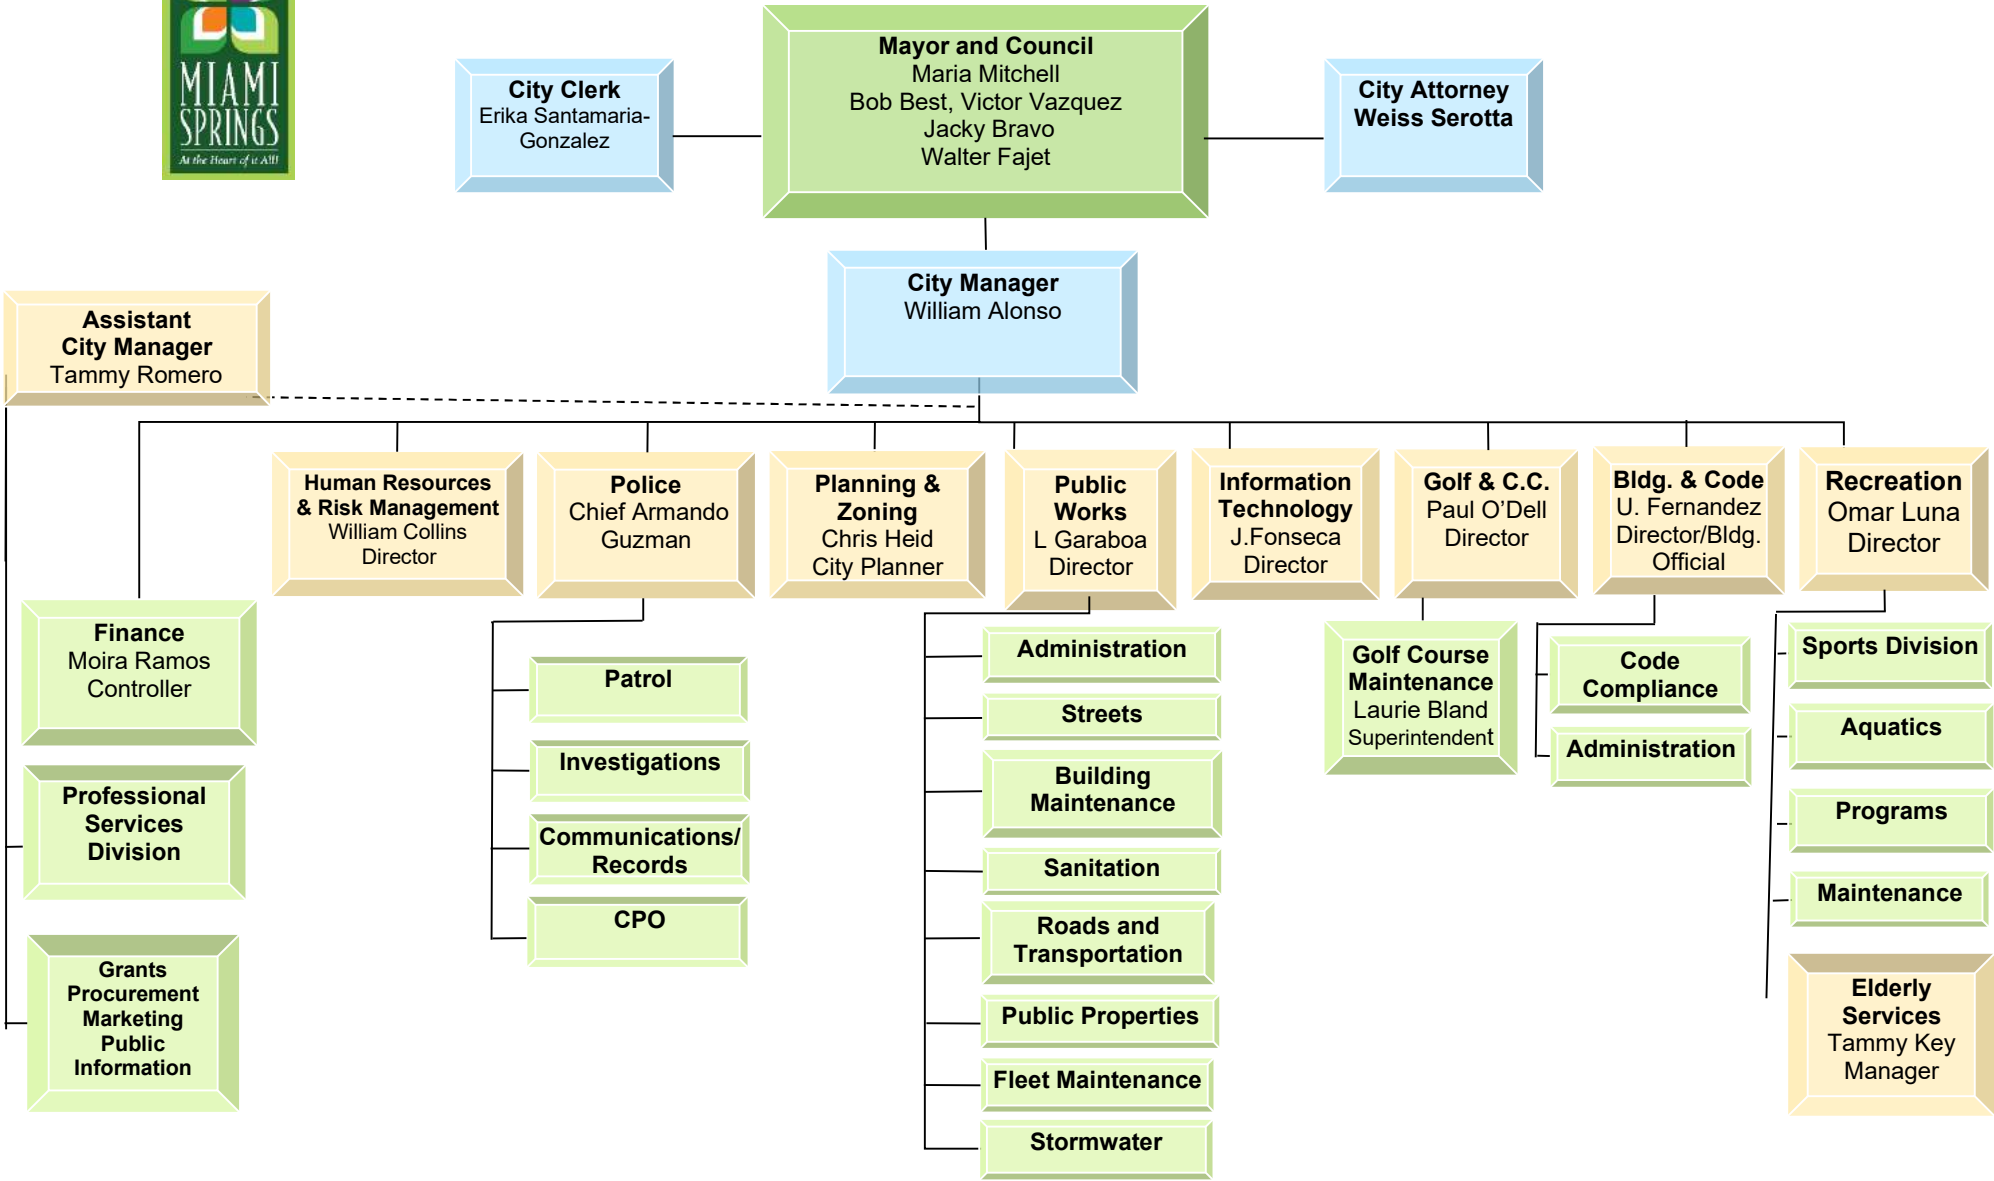 MIAMI
SPRINGS
At the Heart of it All!
City Clerk
Erika Santamaria-
Gonzalez
Mayor and Council
Maria Mitchell
Bob Best, Victor Vazquez
Jacky Bravo
Walter Fajet
City Attorney
Weiss Serotta
City Manager
William Alonso
Assistant
City Manager
Tammy Romero
Finance
Moira Ramos
Controller
Professional
Services
Division
Grants
Procurement
Marketing
Public
Information
Human Resources
& Risk Management
William Collins
Director
Police
Chief Armando
Guzman
Patrol
Investigations
Communications/
Records
CPO
Planning &
Zoning
Chris Heid
City Planner
Public
Works
L Garaboa
Director
Administration
Streets
Building
Maintenance
Sanitation
Roads and
Transportation
Public Properties
Fleet Maintenance
Stormwater
Information
Technology
J.Fonseca
Director
Golf & C.C.
Paul O’Dell
Director
Golf Course
Maintenance
Laurie Bland
Superintendent
Bldg. & Code
U. Fernandez
Director/Bldg.
Official
Code
Compliance
Administration
Recreation
Omar Luna
Director
Sports Division
Aquatics
Programs
Maintenance
Elderly
Services
Tammy Key
Manager